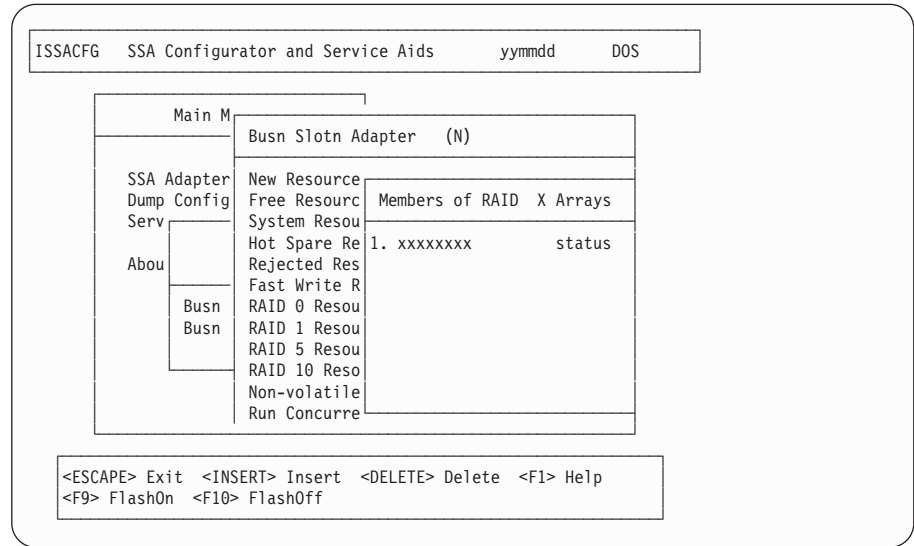 ISSACFG SSA Configurator and Service Aids yymmdd DOS
Main M
Busn Slotn Adapter (N)
SSA Adapter New Resource
Dump Config Free Resourc Members of RAID X Arrays
Serv System Resou
Hot Spare Re 1. xxxxxxxx status
Abou Rejected Res
Fast Write R
Busn RAID 0 Resou
Busn RAID 1 Resou
RAID 5 Resou
RAID 10 Reso
Non-volatile
Run Concurre
<ESCAPE> Exit <INSERT> Insert <DELETE> Delete <F1> Help
<F9> FlashOn <F10> FlashOff